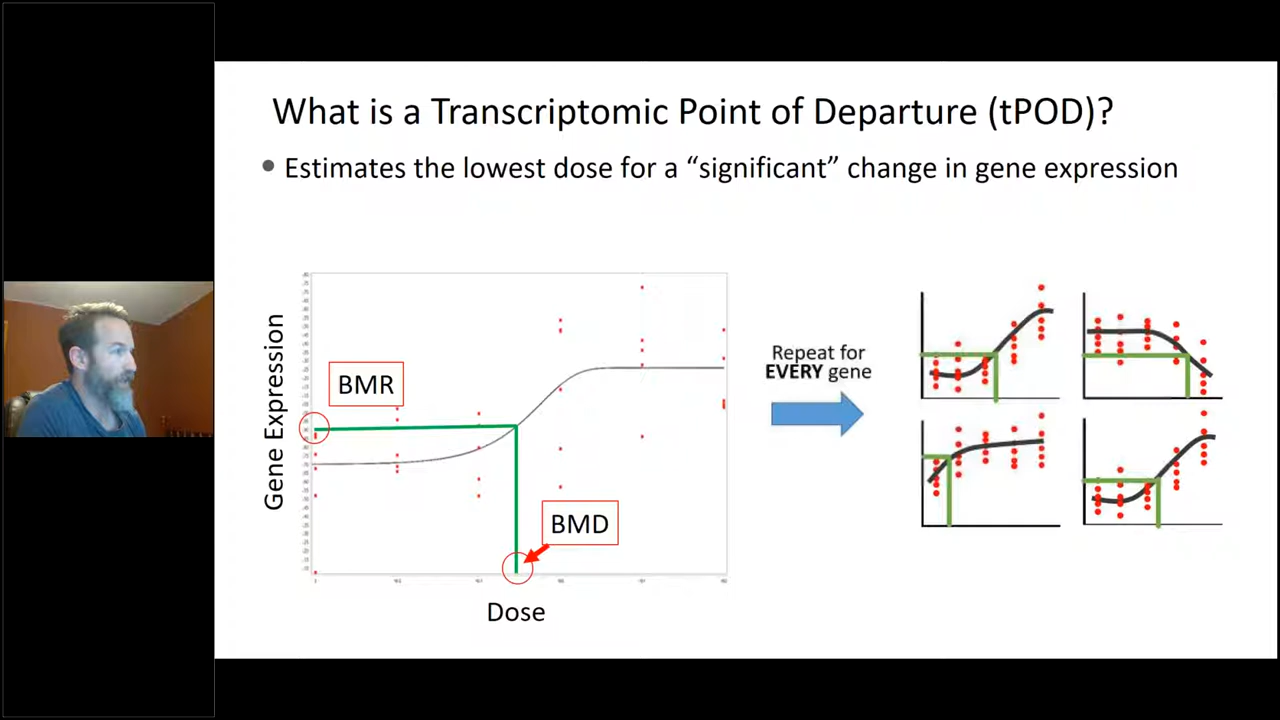 What is a Transcriptomic Point of Departure (tPOD)?
• Estimates the lowest dose for a “significant” change in gene expression
Gene Expression
BMR
BMD
Dose
Repeat for
EVERY gene